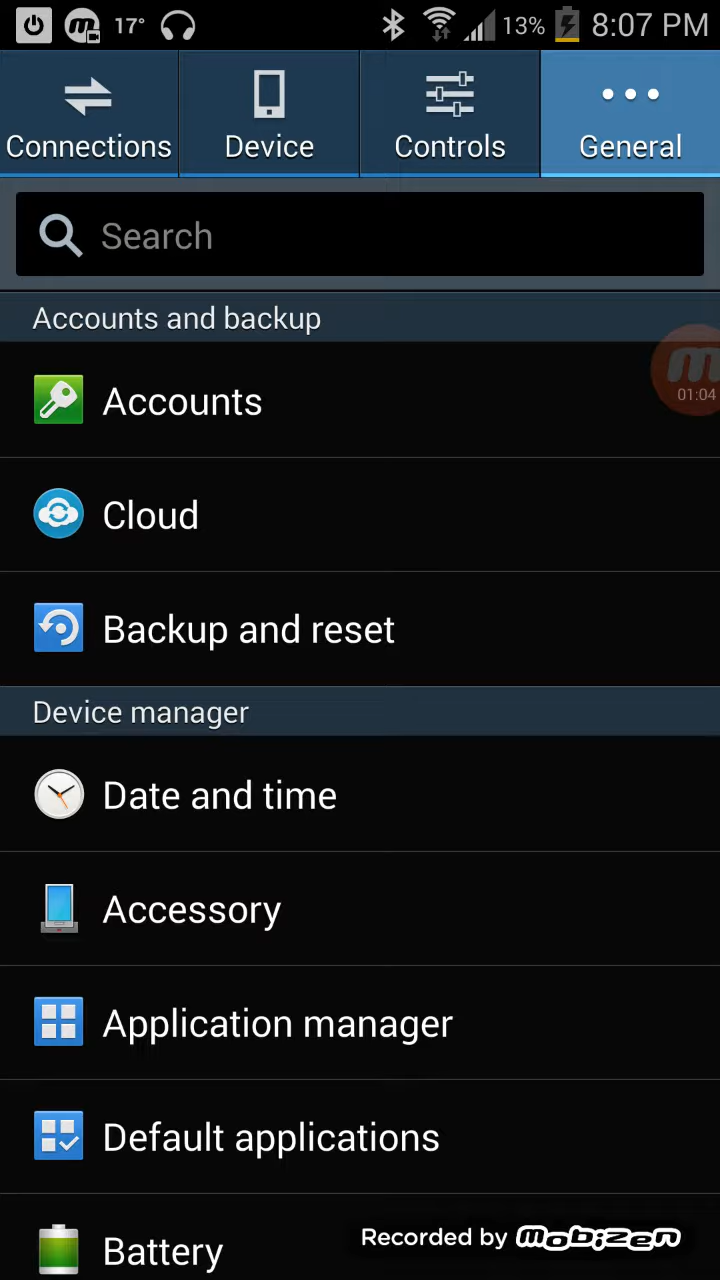 17° 13% 8:07 PM
Connections Device Controls General
Search
Accounts and backup
Accounts
m
01:04
Cloud
Backup and reset
Device manager
Date and time
Accessory
Application manager
Default applications
Battery
Recorded by mobizen